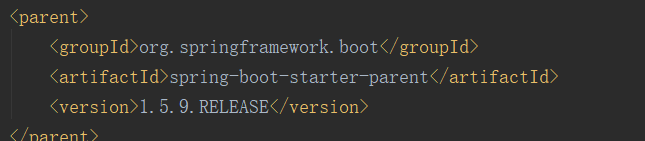 <parent>
<groupId>org.springframework.boot</groupId>
<artifactId>spring-boot-starter-parent</artifactId>
<version>1.5.9.RELEASE</version>
</parent>